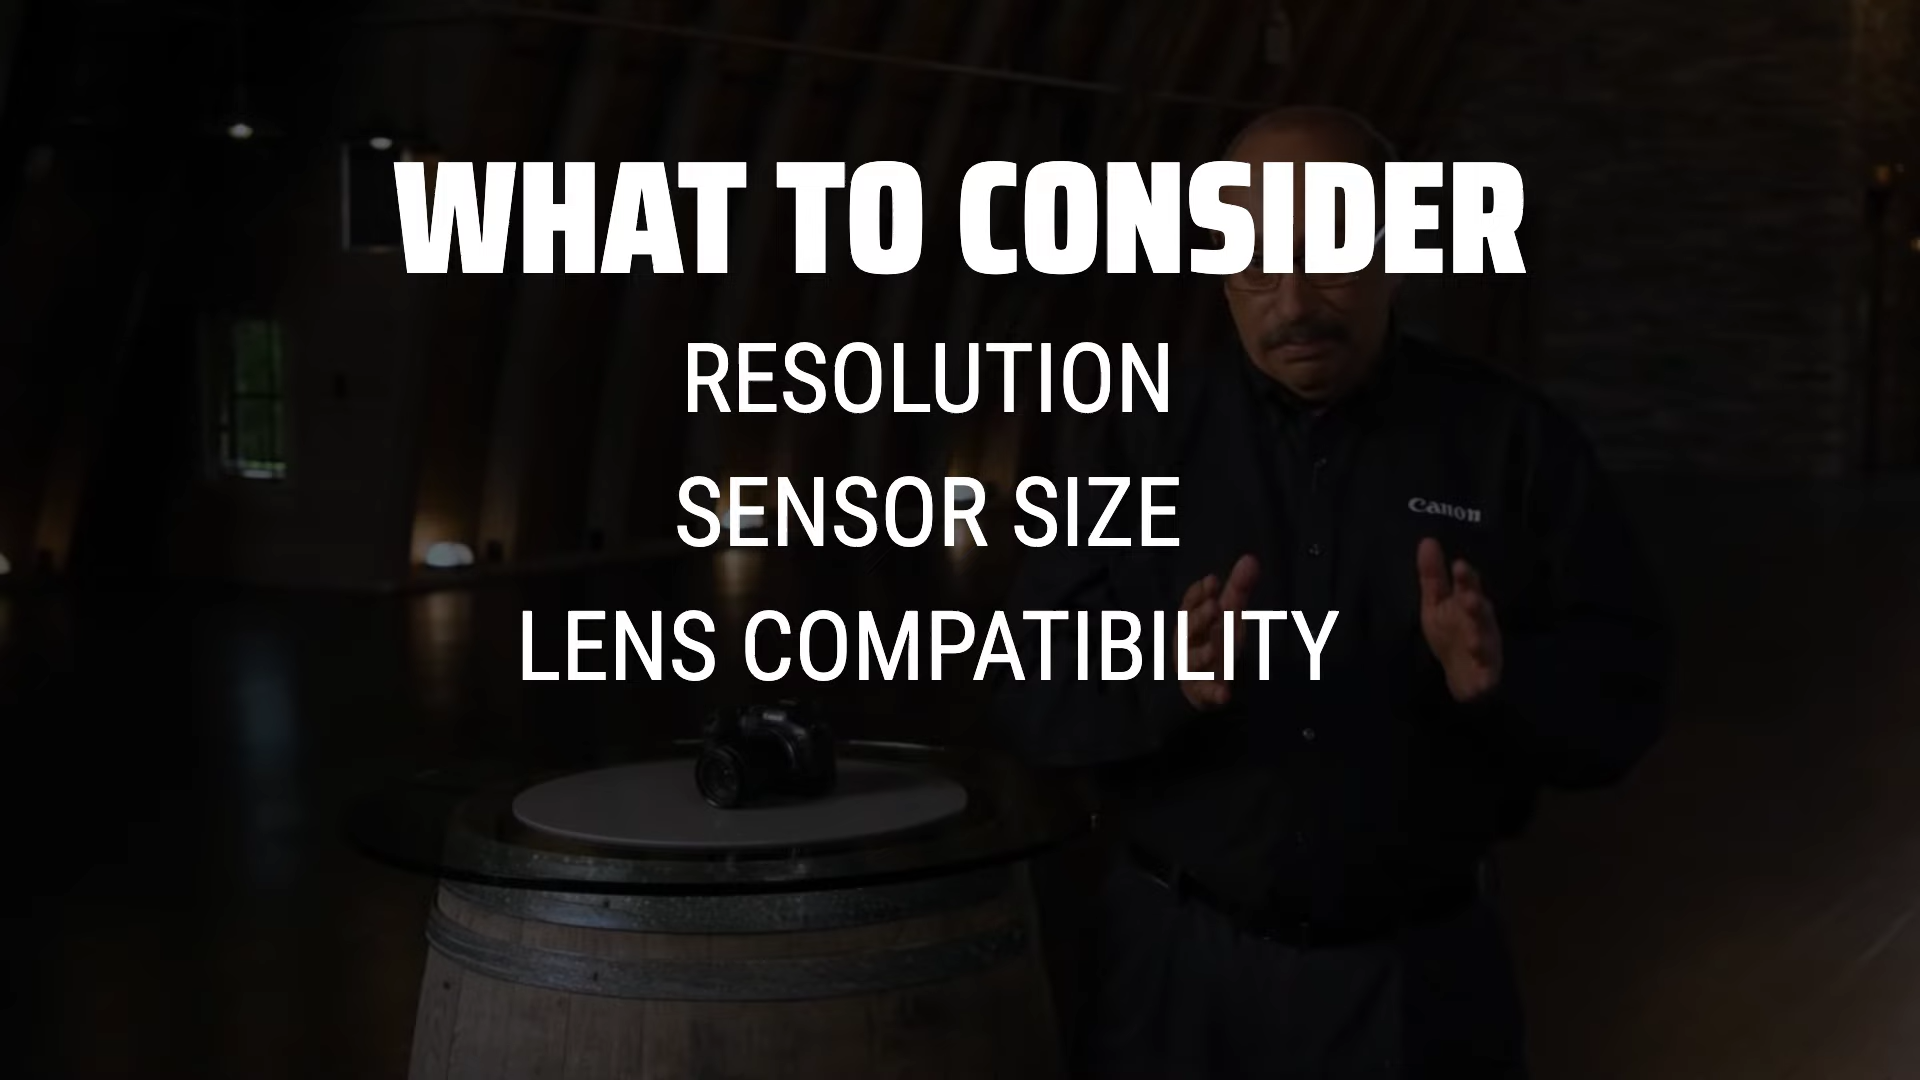 WHAT TO CONSIDER
RESOLUTION
SENSOR SIZE
LENS COMPATIBILITY
Canon